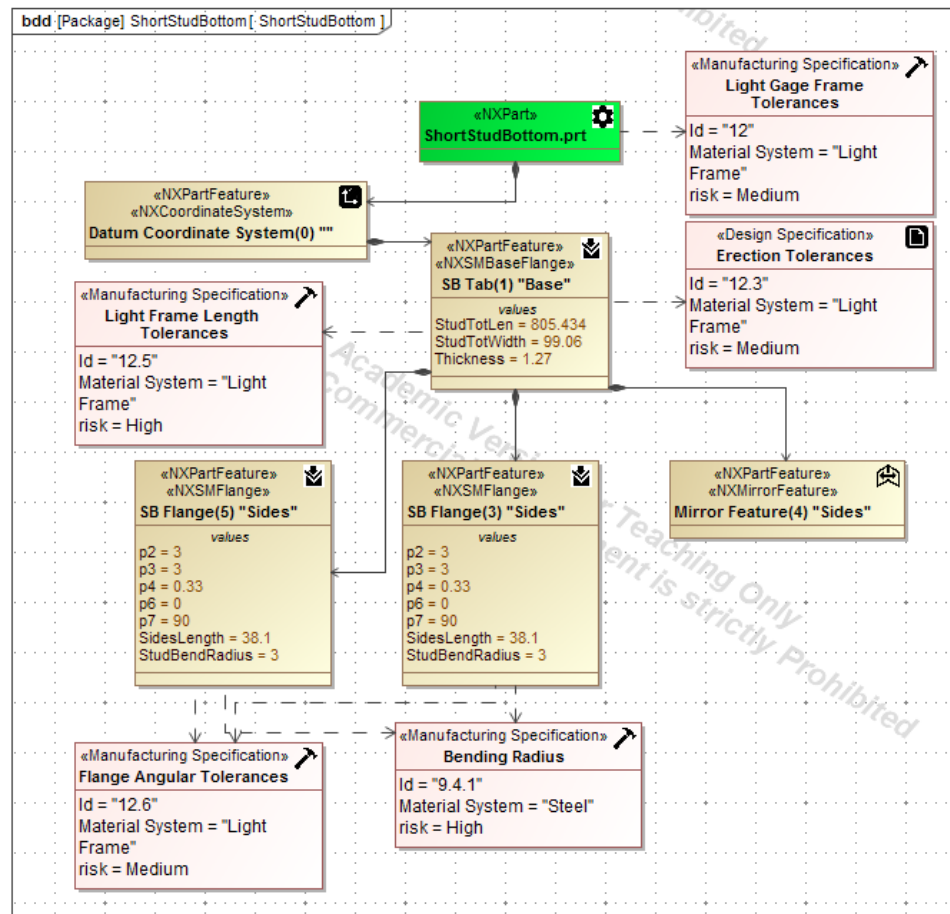 bdd [Package] ShortStudBottom [ ShortStudBottom ]
«Manufacturing Specification»
Light Gage Frame
Tolerances
Id = "12"
Material System = "Light
Frame"
risk = Medium
«NXPart»
ShortStudBottom.prt
«NXPartFeature»
«NXCoordinateSystem»
Datum Coordinate System(0) ""
«Design Specification»
Erection Tolerances
Id = "12.3"
Material System = "Light
Frame"
risk = Medium
«NXPartFeature»
«NXSMBaseFlange»
SB Tab(1) "Base"
values
StudTotLen = 805.434
StudTotWidth = 99.06
Thickness = 1.27
«Manufacturing Specification»
Light Frame Length
Tolerances
Id = "12.5"
Material System = "Light
Frame"
risk = High
«NXPartFeature»
«NXSMFlange»
SB Flange(5) "Sides"
values
p2 = 3
p3 = 3
p4 = 0.33
p6 = 0
p7 = 90
SidesLength = 38.1
StudBendRadius = 3
«NXPartFeature»
«NXSMFlange»
SB Flange(3) "Sides"
values
p2 = 3
p3 = 3
p4 = 0.33
p6 = 0
p7 = 90
SidesLength = 38.1
StudBendRadius = 3
«NXPartFeature»
«NXMirrorFeature»
Mirror Feature(4) "Sides"
«Manufacturing Specification»
Flange Angular Tolerances
Id = "12.6"
Material System = "Light
Frame"
risk = Medium
«Manufacturing Specification»
Bending Radius
Id = "9.4.1"
Material System = "Steel"
risk = High
Academic Teaching Only
is strictly Prohibited